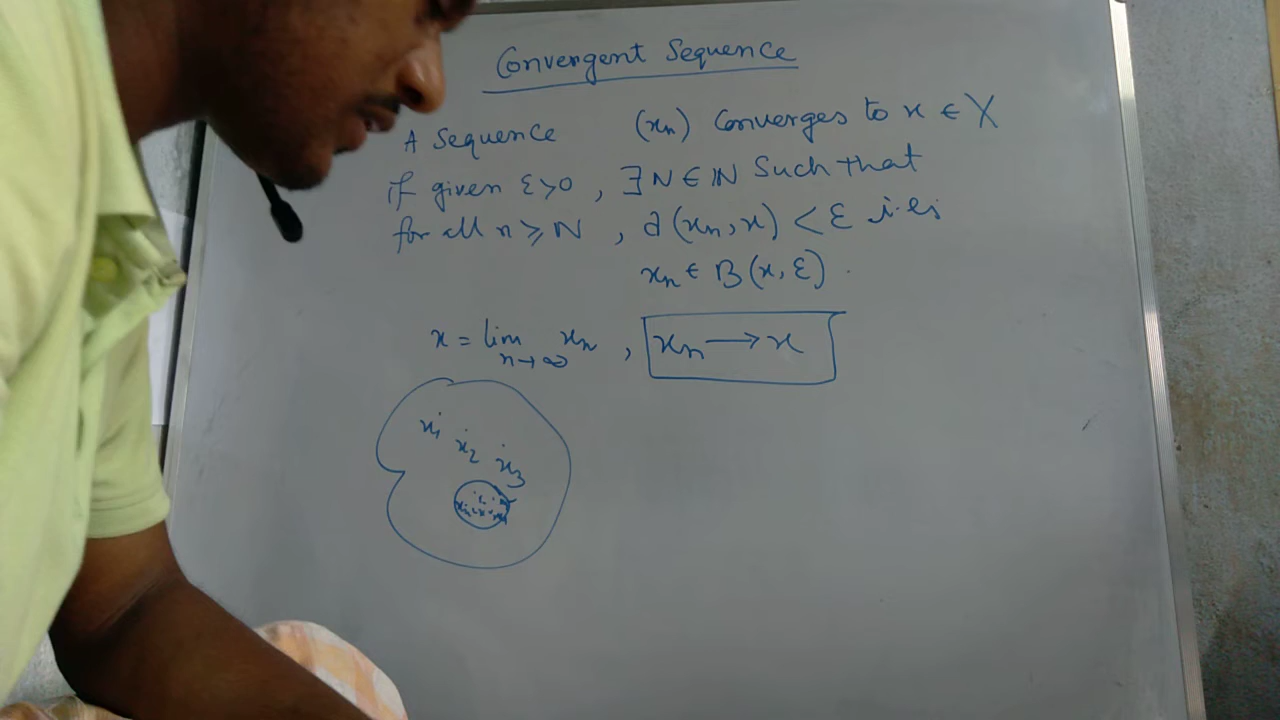 Convergent Sequence
A Sequence (xn) Converges to x ∈ X
if given ε>0, ∃ N ∈ ℕ Such that
for all n ≥ N, d(xn, x) < ε i.e;
xn ∈ B(x, ε).
x = lim n→∞ xn, xn → x
x1 x2 x3